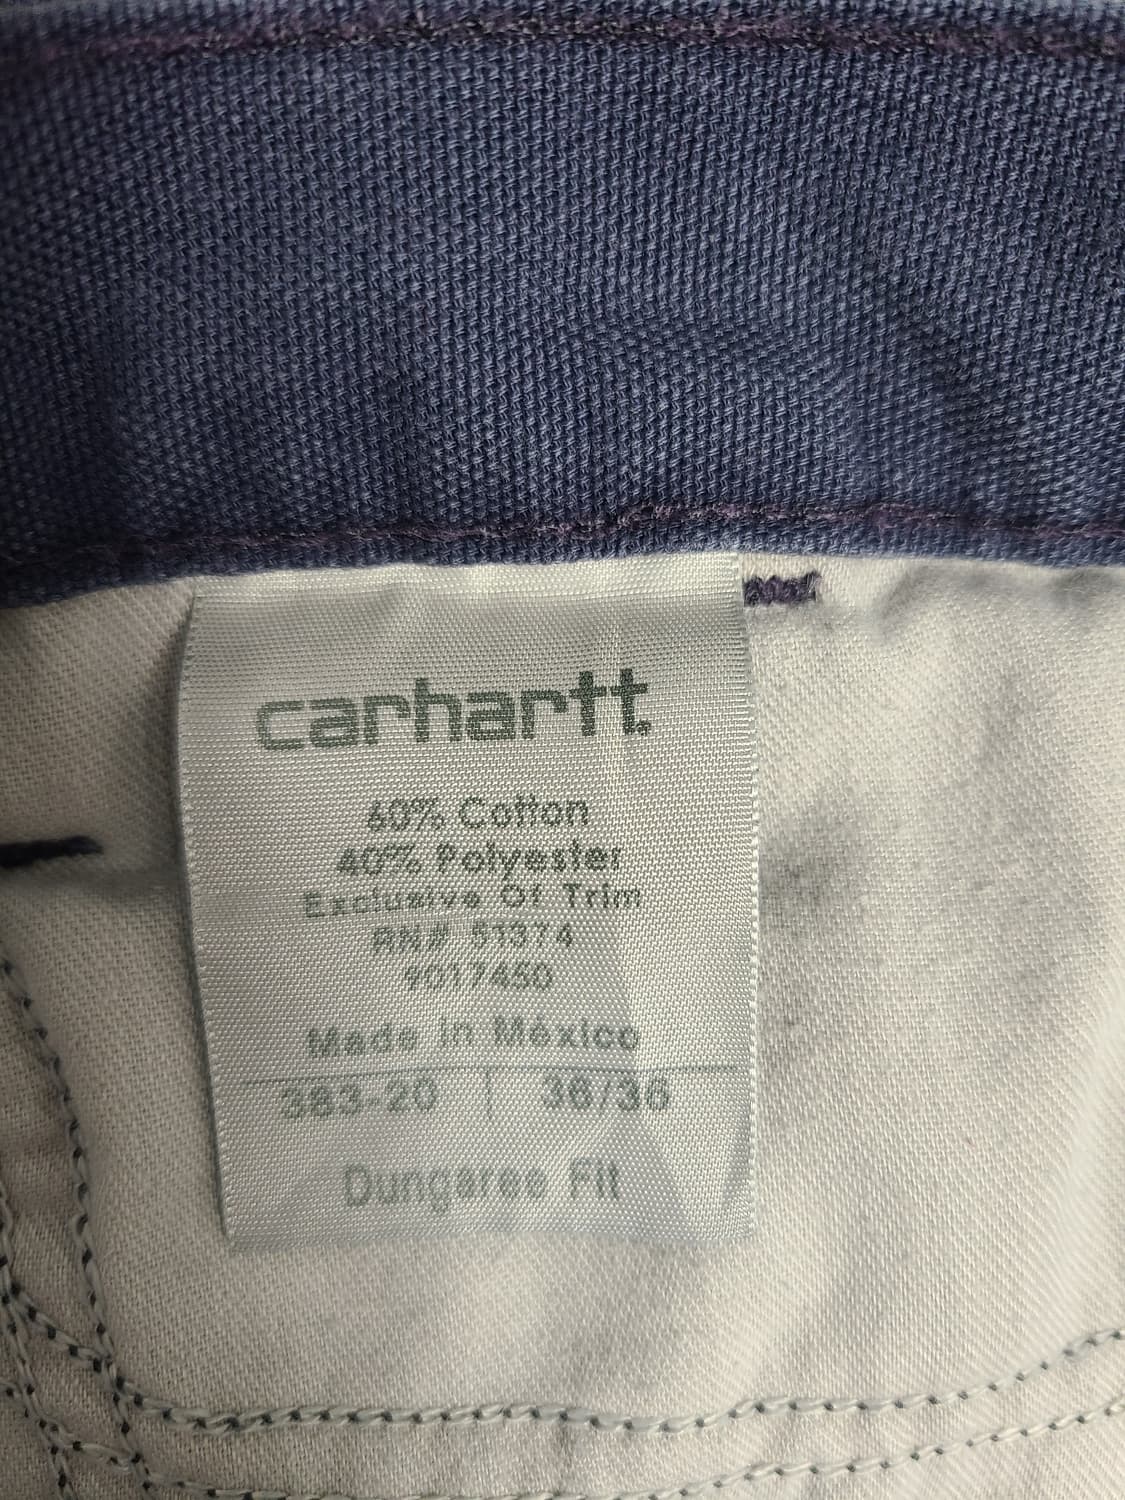 carhartt.
60% Cotton
40% Polyester
Exclusive Of Trim
RN# 51374
9017450
Made in México
383-20 | 36/36
Dungaree Fit